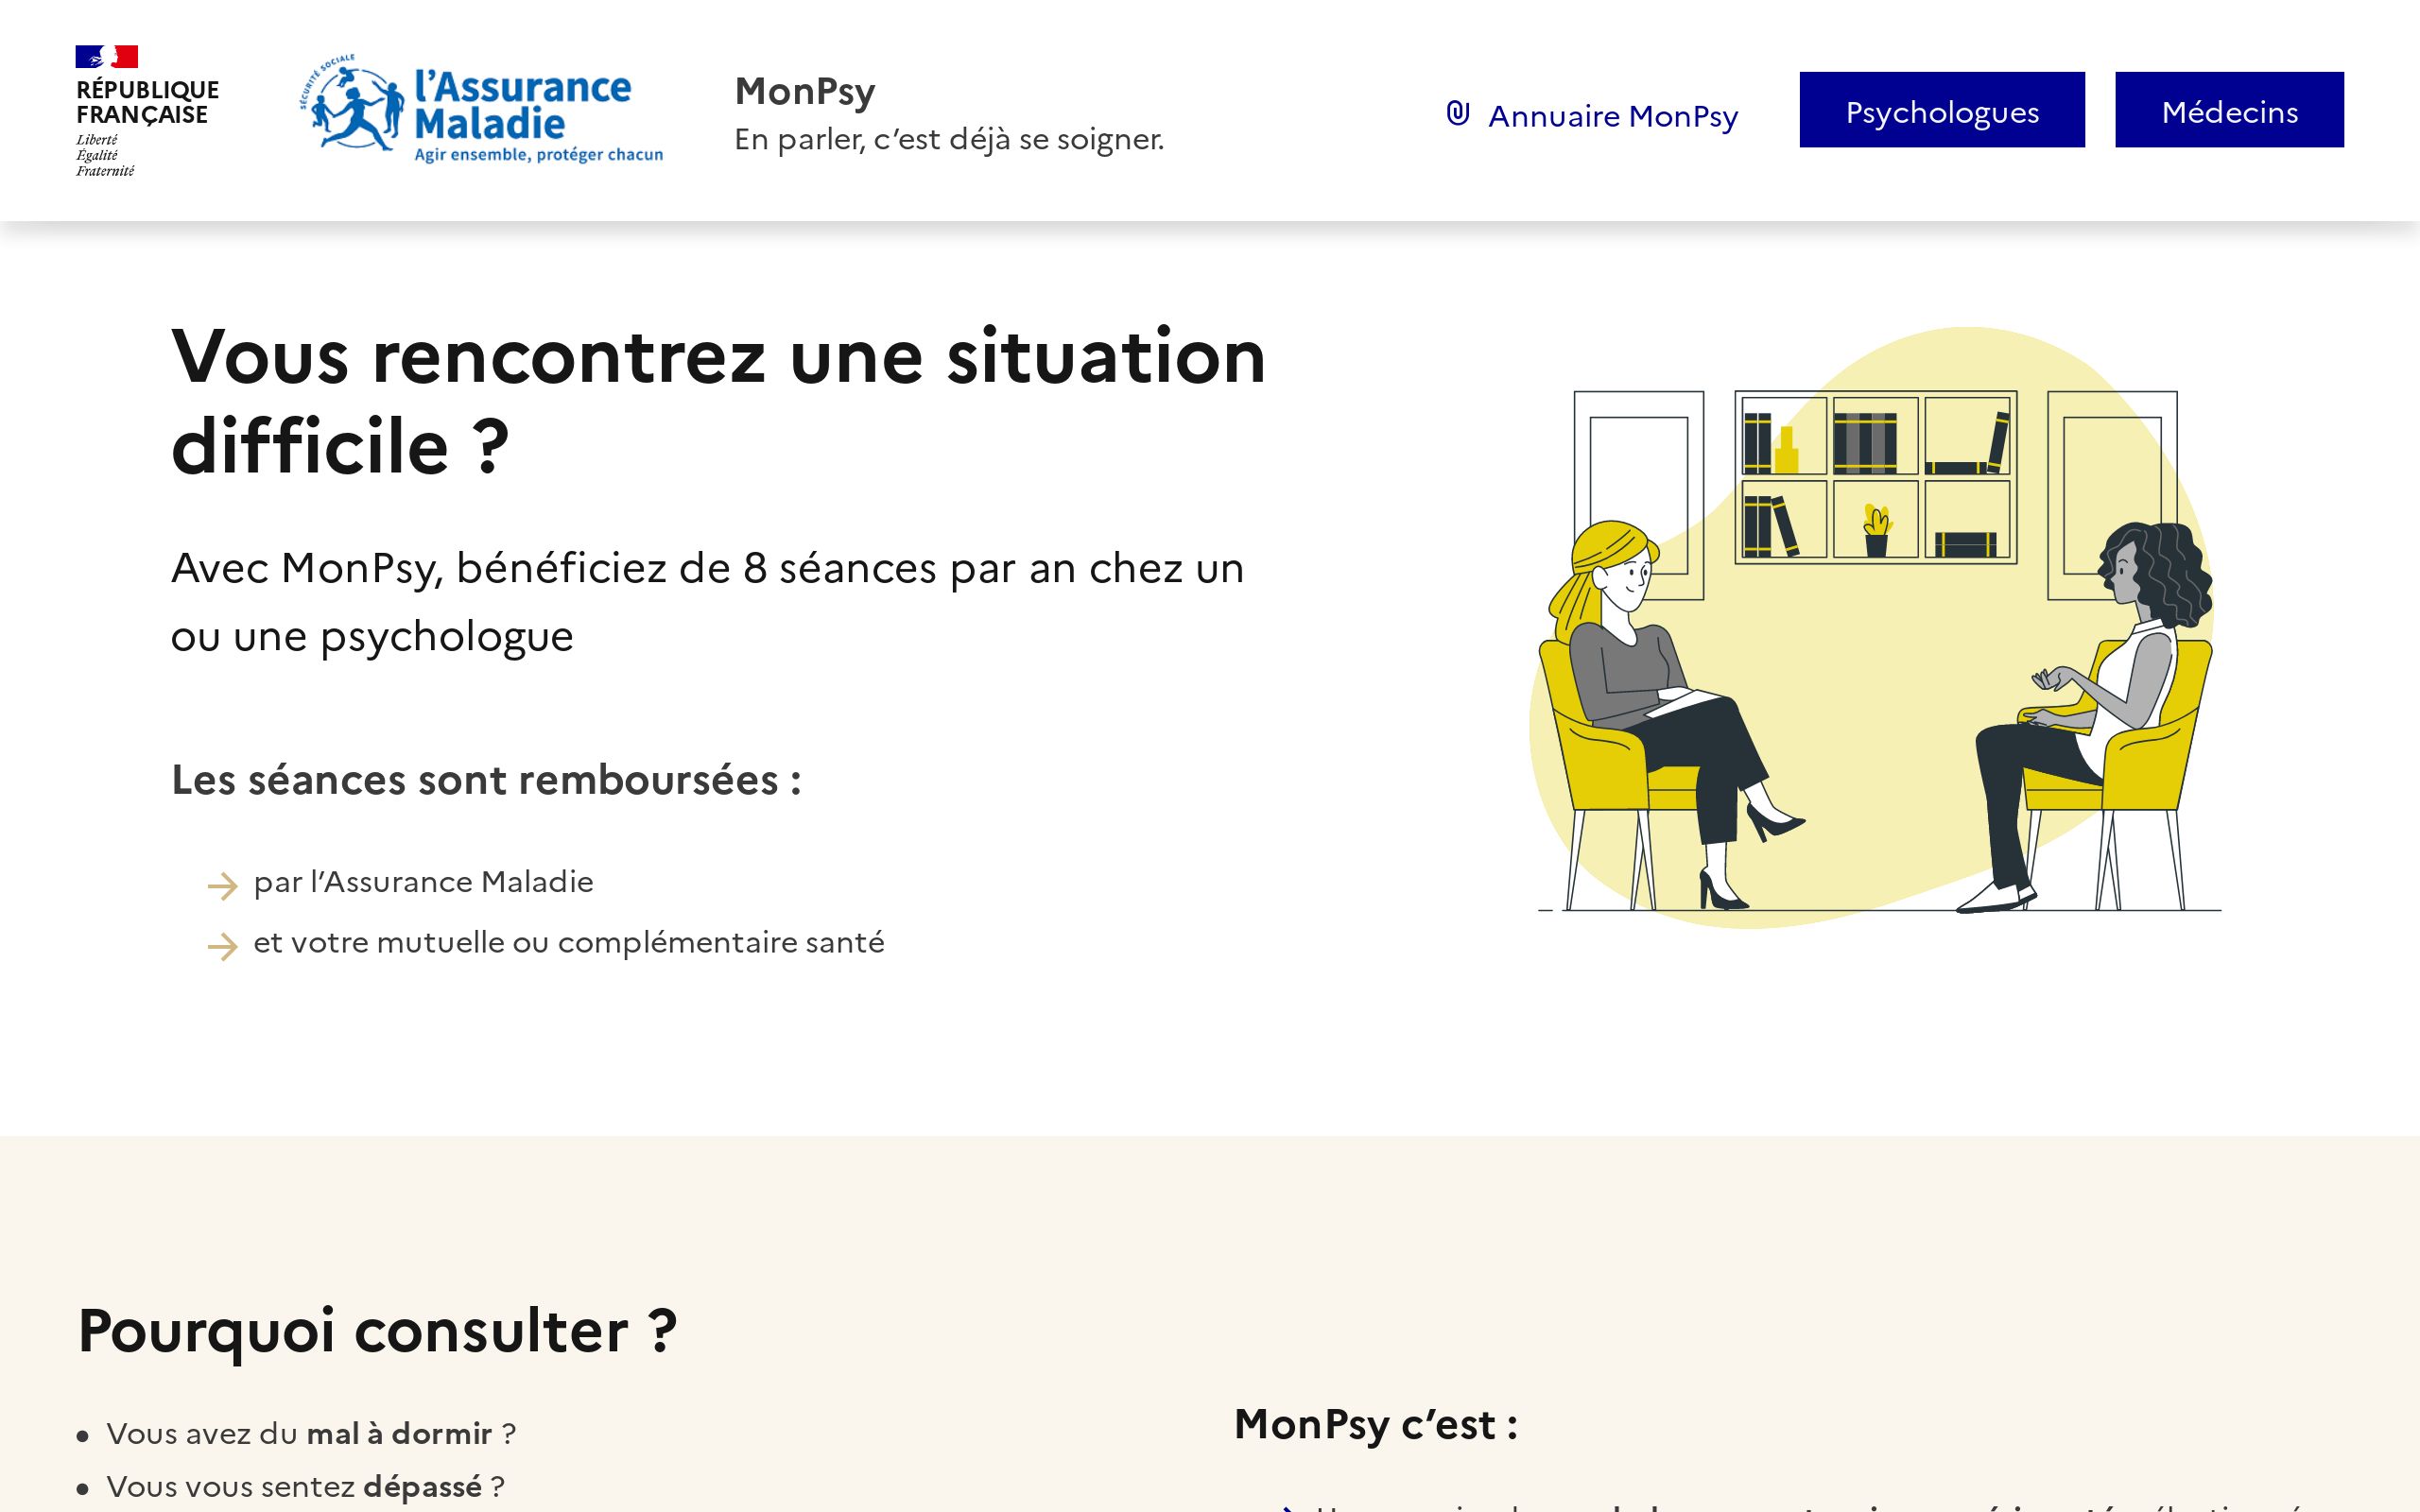 RÉPUBLIQUE
FRANÇAISE
Liberté
Égalité
Fraternité
SÉCURITÉ SOCIALE
l'Assurance
Maladie
Agir ensemble, protéger chacun
MonPsy
En parler, c’est déjà se soigner.
Annuaire MonPsy
Psychologues
Médecins
Vous rencontrez une situation
difficile ?
Avec MonPsy, bénéficiez de 8 séances par an chez un
ou une psychologue
Les séances sont remboursées :
par l’Assurance Maladie
et votre mutuelle ou complémentaire santé
Pourquoi consulter ?
• Vous avez du mal à dormir ?
• Vous vous sentez dépassé ?
MonPsy c’est :